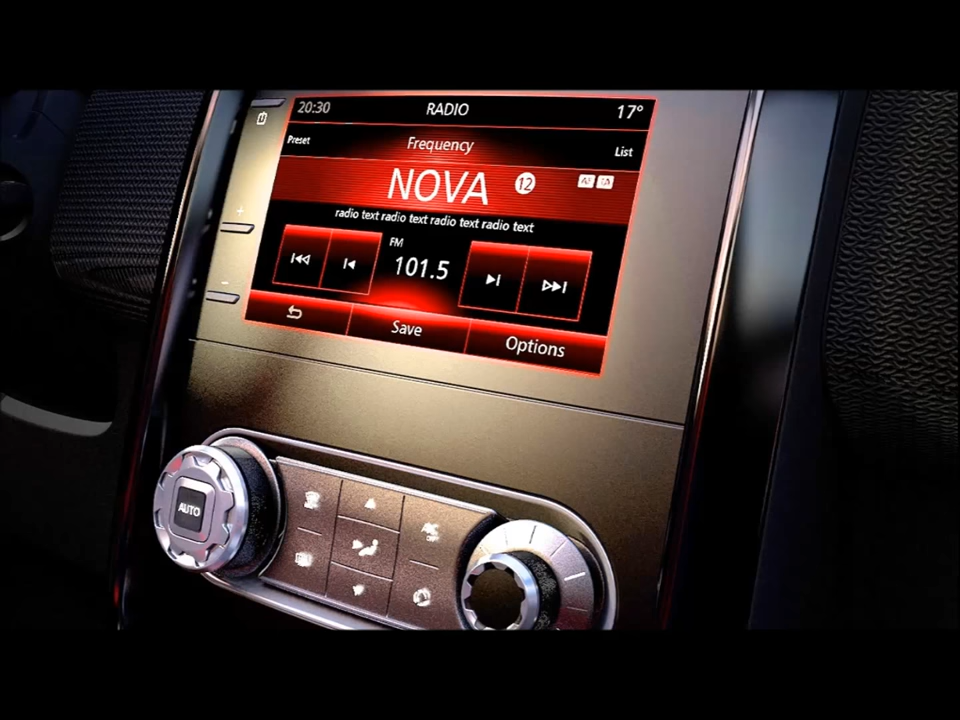 20:30 RADIO 17°
Preset Frequency List
NOVA 12
radio text radio text radio text radio text
FM
101.5
Save Options
AUTO